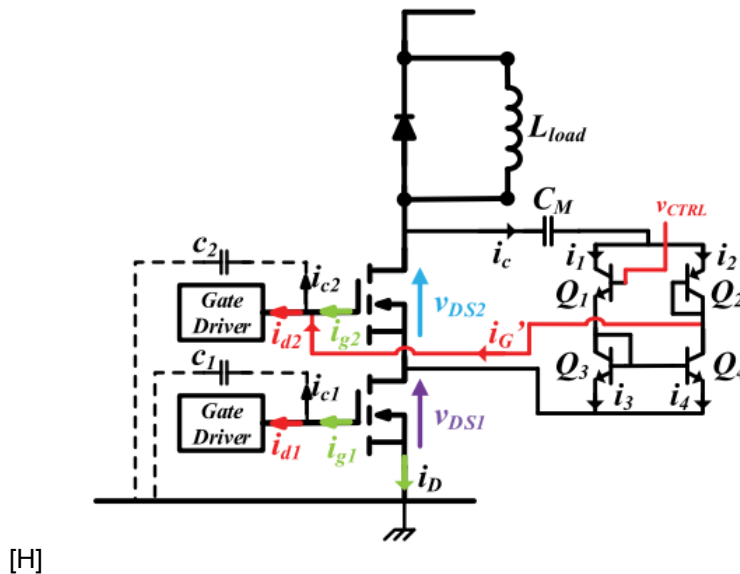 L_load
C_M
v_CTRL
i_c
i_1
i_2
Q_1
Q_2
c_2
i_c2
Gate
Driver
i_d2
i_g2
v_DS2
i_G'
c_1
i_c1
Gate
Driver
i_d1
i_g1
v_DS1
Q_3
i_3
i_4
Q_4
i_D
[H]